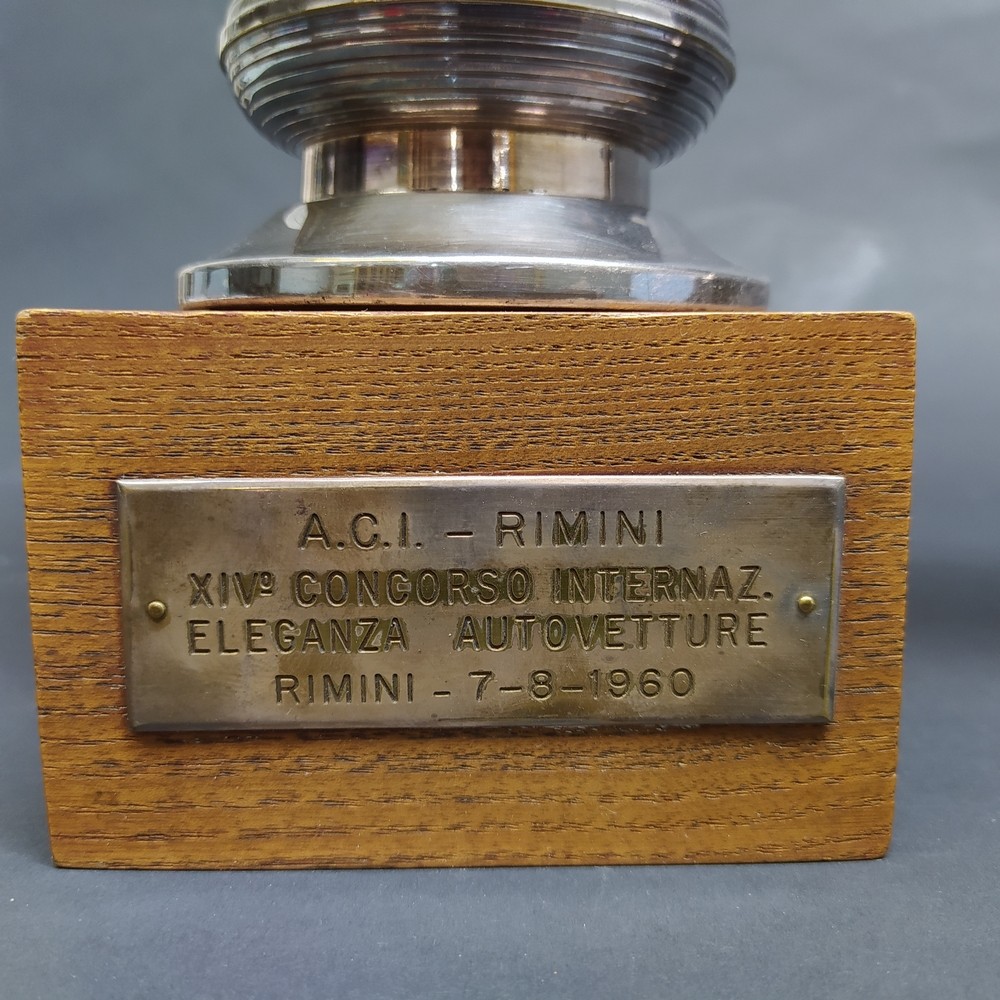 A.C.I. – RIMINI
XIVº CONCORSO INTERNAZ.
ELEGANZA AUTOVETTURE
RIMINI – 7–8–1960